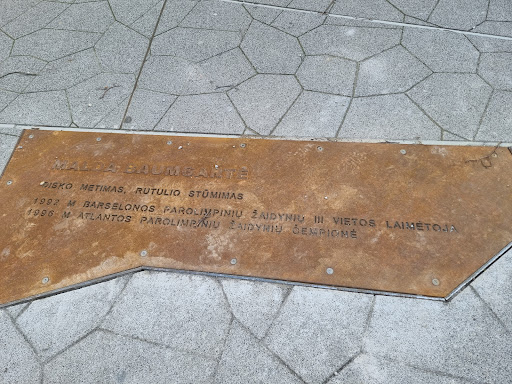 MALDA BAUMGARTĖ
DISKO METIMAS, RUTULIO STŪMIMAS
1992 M BARSELONOS PAROLIMPINIŲ ŽAIDYNIŲ III VIETOS LAIMĖTOJA
1996 M ATLANTOS PAROLIMPINIŲ ŽAIDYNIŲ ČEMPIONĖ